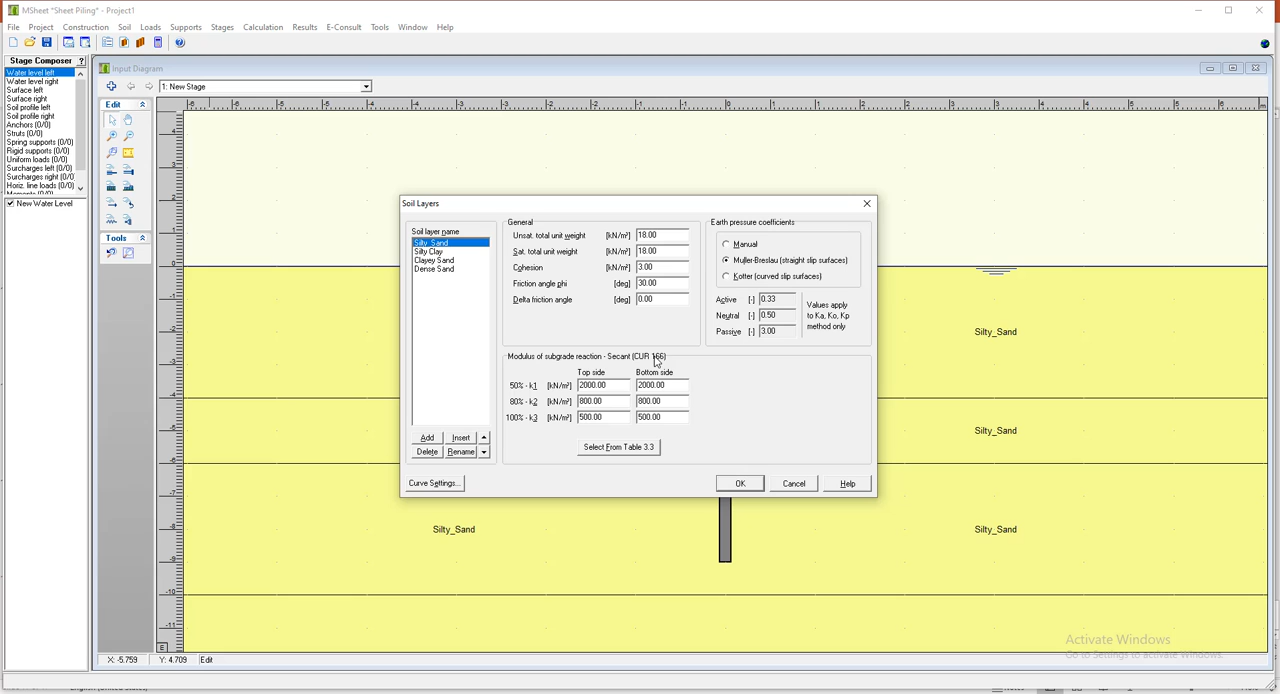 MSheet "Sheet Piling" - Project1
File Project Construction Soil Loads Supports Stages Calculation Results E-Consult Tools Window Help
Stage Composer ?
Water level left
Water level right
Surface left
Surface right
Soil profile left
Soil profile right
Anchors (0/0)
Struts (0/0)
Spring supports (0/0)
Rigid supports (0/0)
Uniform loads (0/0)
Surcharges left (0/0)
Surcharges right (0/0)
Horiz. line loads (0/0)
New Water Level
Input Diagram
1: New Stage
Edit
Tools
Soil Layers
Soil layer name
Silty_Sand
Silty Clay
Clayey Sand
Dense Sand
Add Insert
Delete Rename
Curve Settings...
General
Unsat. total unit weight [kN/m³] 18.00
Sat. total unit weight [kN/m³] 18.00
Cohesion [kN/m²] 3.00
Friction angle phi [deg] 30.00
Delta friction angle [deg] 0.00
Earth pressure coefficients
Manual
Muller-Breslau (straight slip surfaces)
Kotter (curved slip surfaces)
Active [-] 0.33
Neutral [-] 0.50
Passive [-] 3.00
Values apply
to Ka, Ko, Kp
method only
Modulus of subgrade reaction - Secant (CUR 166)
Top side Bottom side
50% - k1 [kN/m³] 2000.00 2000.00
80% - k2 [kN/m³] 800.00 800.00
100% - k3 [kN/m³] 500.00 500.00
Select From Table 3.3
OK Cancel Help
Silty_Sand
Silty_Sand
Silty_Sand
Silty_Sand
Activate Windows
Go to Settings to activate Windows.
X: -5.759 Y: 4.709 Edit